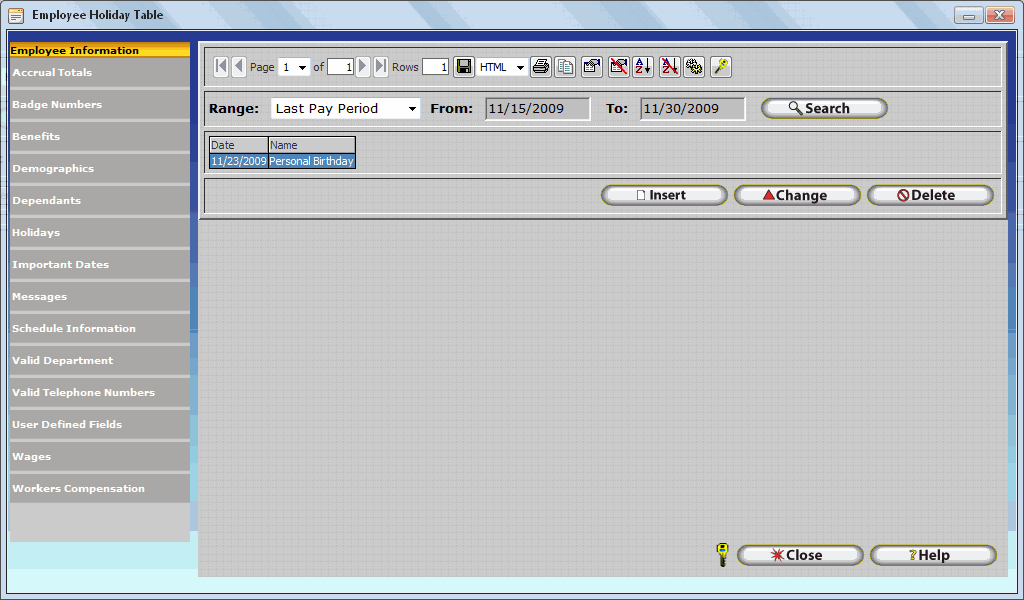 Employee Holiday Table
Employee Information
Accrual Totals
Badge Numbers
Benefits
Demographics
Dependants
Holidays
Important Dates
Messages
Schedule Information
Valid Department
Valid Telephone Numbers
User Defined Fields
Wages
Workers Compensation
Page 1 of 1 Rows 1 HTML
Range: Last Pay Period From: 11/15/2009 To: 11/30/2009 Search
Date Name
11/23/2009 Personal Birthday
Insert Change Delete
Close ?Help